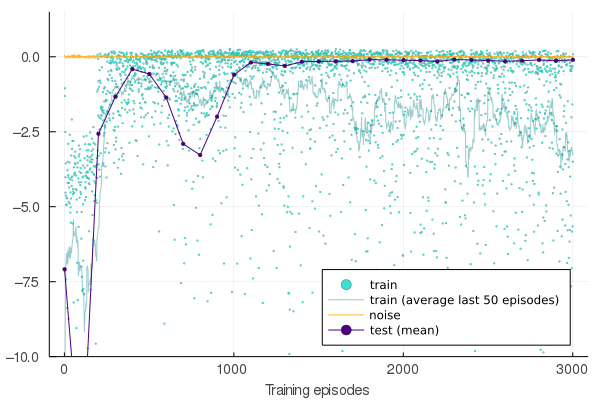 0.0
−2.5
−5.0
−7.5
−10.0
0
1000
2000
3000
Training episodes
train
train (average last 50 episodes)
noise
test (mean)